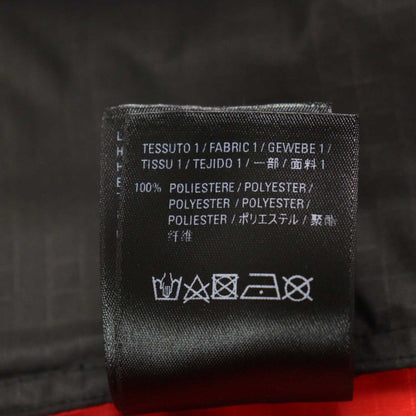 TESSUTO 1 / FABRIC 1 / GEWEBE 1 /
TISSU 1 / TEJIDO 1 / 一部 / 面料 1
100% POLIESTERE / POLYESTER /
POLYESTER / POLYESTER /
POLIESTER / ポリエステル / 聚酯
纤维